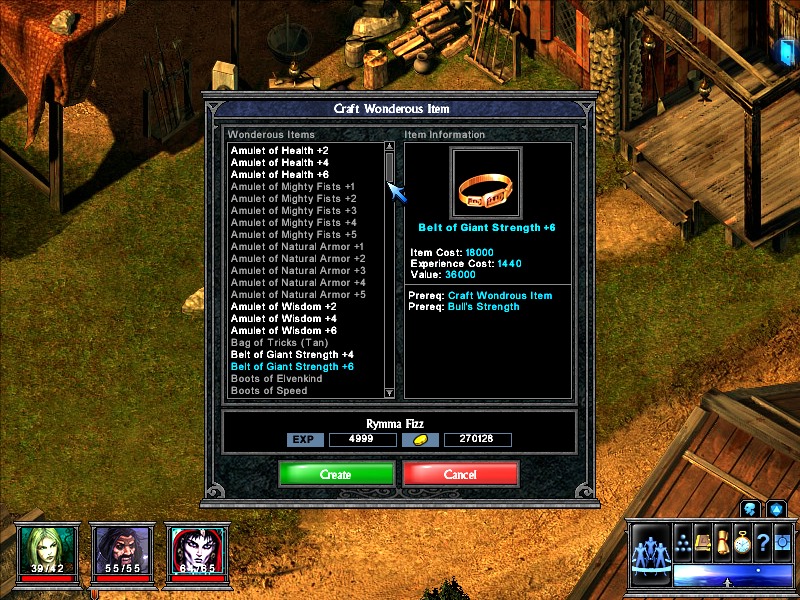 Craft Wonderous Item
Wonderous Items
Item Information
Amulet of Health +2
Amulet of Health +4
Amulet of Health +6
Amulet of Mighty Fists +1
Amulet of Mighty Fists +2
Amulet of Mighty Fists +3
Amulet of Mighty Fists +4
Amulet of Mighty Fists +5
Amulet of Natural Armor +1
Amulet of Natural Armor +2
Amulet of Natural Armor +3
Amulet of Natural Armor +4
Amulet of Natural Armor +5
Amulet of Wisdom +2
Amulet of Wisdom +4
Amulet of Wisdom +6
Bag of Tricks (Tan)
Belt of Giant Strength +4
Belt of Giant Strength +6
Boots of Elvenkind
Boots of Speed
Belt of Giant Strength +6
Item Cost: 18000
Experience Cost: 1440
Value: 36000
Prereq: Craft Wondrous Item
Prereq: Bull's Strength
Rymma Fizz
EXP 4999 270128
Create
Cancel
39/42
55/55
?